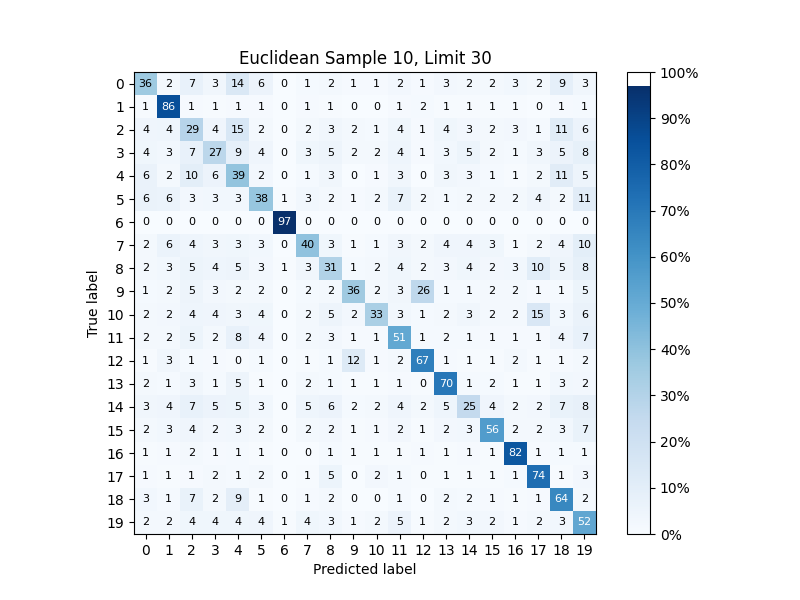 Euclidean Sample 10, Limit 30
0 36 2 7 3 14 6 0 1 2 1 1 2 1 3 2 2 3 2 9 3
1 1 86 1 1 1 1 0 1 1 0 0 1 2 1 1 1 1 0 1 1
2 4 4 29 4 15 2 0 2 3 2 1 4 1 4 3 2 3 1 11 6
3 4 3 7 27 9 4 0 3 5 2 2 4 1 3 5 2 1 3 5 8
4 6 2 10 6 39 2 0 1 3 0 1 3 0 3 3 1 1 2 11 5
5 6 6 3 3 3 38 1 3 2 1 2 7 2 1 2 2 2 4 2 11
6 0 0 0 0 0 0 97 0 0 0 0 0 0 0 0 0 0 0 0 0
7 2 6 4 3 3 3 0 40 3 1 1 3 2 4 4 3 1 2 4 10
8 2 3 5 4 5 3 1 3 31 1 2 4 2 3 4 2 3 10 5 8
9 1 2 5 3 2 2 0 2 2 36 2 3 26 1 1 2 2 1 1 5
10 2 2 4 4 3 4 0 2 5 2 33 3 1 2 3 2 2 15 3 6
11 2 2 5 2 8 4 0 2 3 1 1 51 1 2 1 1 1 1 4 7
12 1 3 1 1 0 1 0 1 1 12 1 2 67 1 1 1 2 1 1 2
13 2 1 3 1 5 1 0 2 1 1 1 1 0 70 1 2 1 1 3 2
14 3 4 7 5 5 3 0 5 6 2 2 4 2 5 25 4 2 2 7 8
15 2 3 4 2 3 2 0 2 2 1 1 2 1 2 3 56 2 2 3 7
16 1 1 2 1 1 1 0 0 1 1 1 1 1 1 1 1 82 1 1 1
17 1 1 1 2 1 2 0 1 5 0 2 1 0 1 1 1 1 74 1 3
18 3 1 7 2 9 1 0 1 2 0 0 1 0 2 2 1 1 1 64 2
19 2 2 4 4 4 4 1 4 3 1 2 5 1 2 3 2 1 2 3 52
0 1 2 3 4 5 6 7 8 9 10 11 12 13 14 15 16 17 18 19
Predicted label
True label
100%
90%
80%
70%
60%
50%
40%
30%
20%
10%
0%